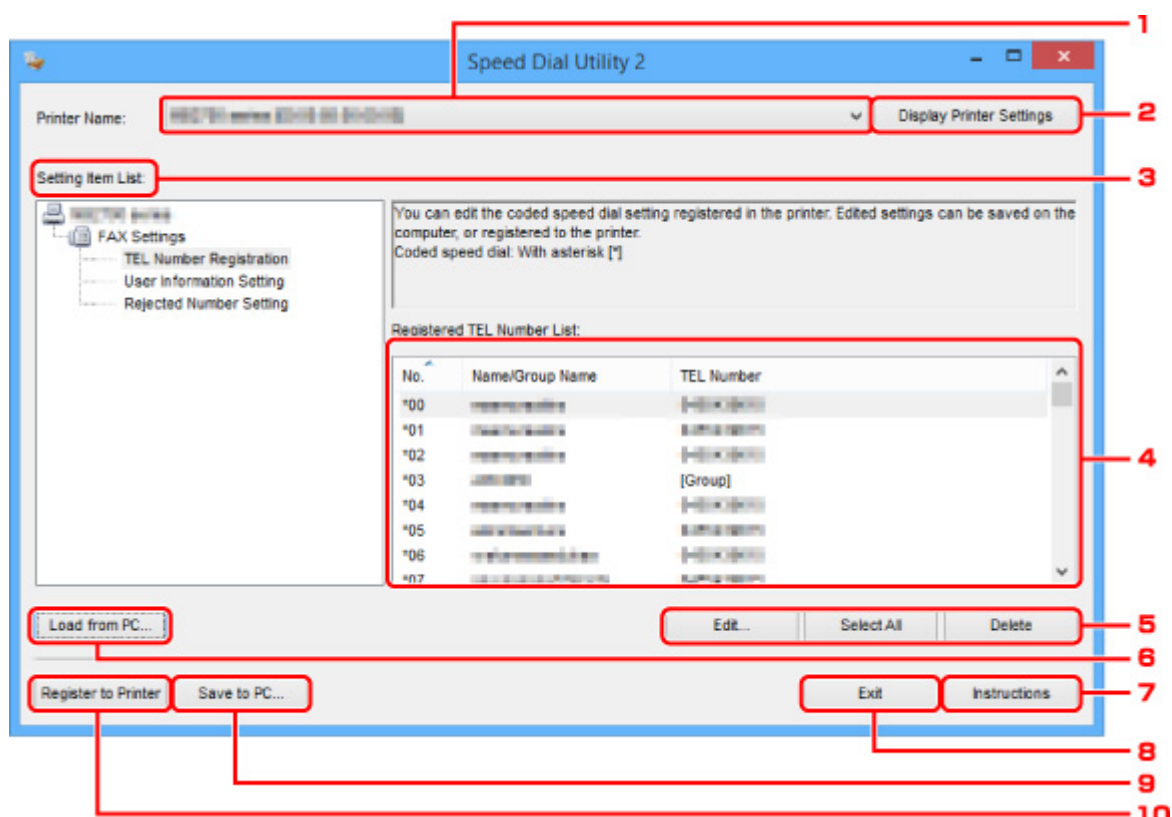 1
Speed Dial Utility 2
Printer Name:
Display Printer Settings
2
Setting Item List:
3
FAX Settings
TEL Number Registration
User Information Setting
Rejected Number Setting
You can edit the coded speed dial setting registered in the printer. Edited settings can be saved on the
computer, or registered to the printer.
Coded speed dial: With asterisk [*]
Registered TEL Number List:
No. Name/Group Name TEL Number
*00
*01
*02
*03 [Group]
*04
*05
*06
*07
4
Load from PC... Edit... Select All Delete
5
6
Register to Printer Save to PC... Exit Instructions
7
8
9
10